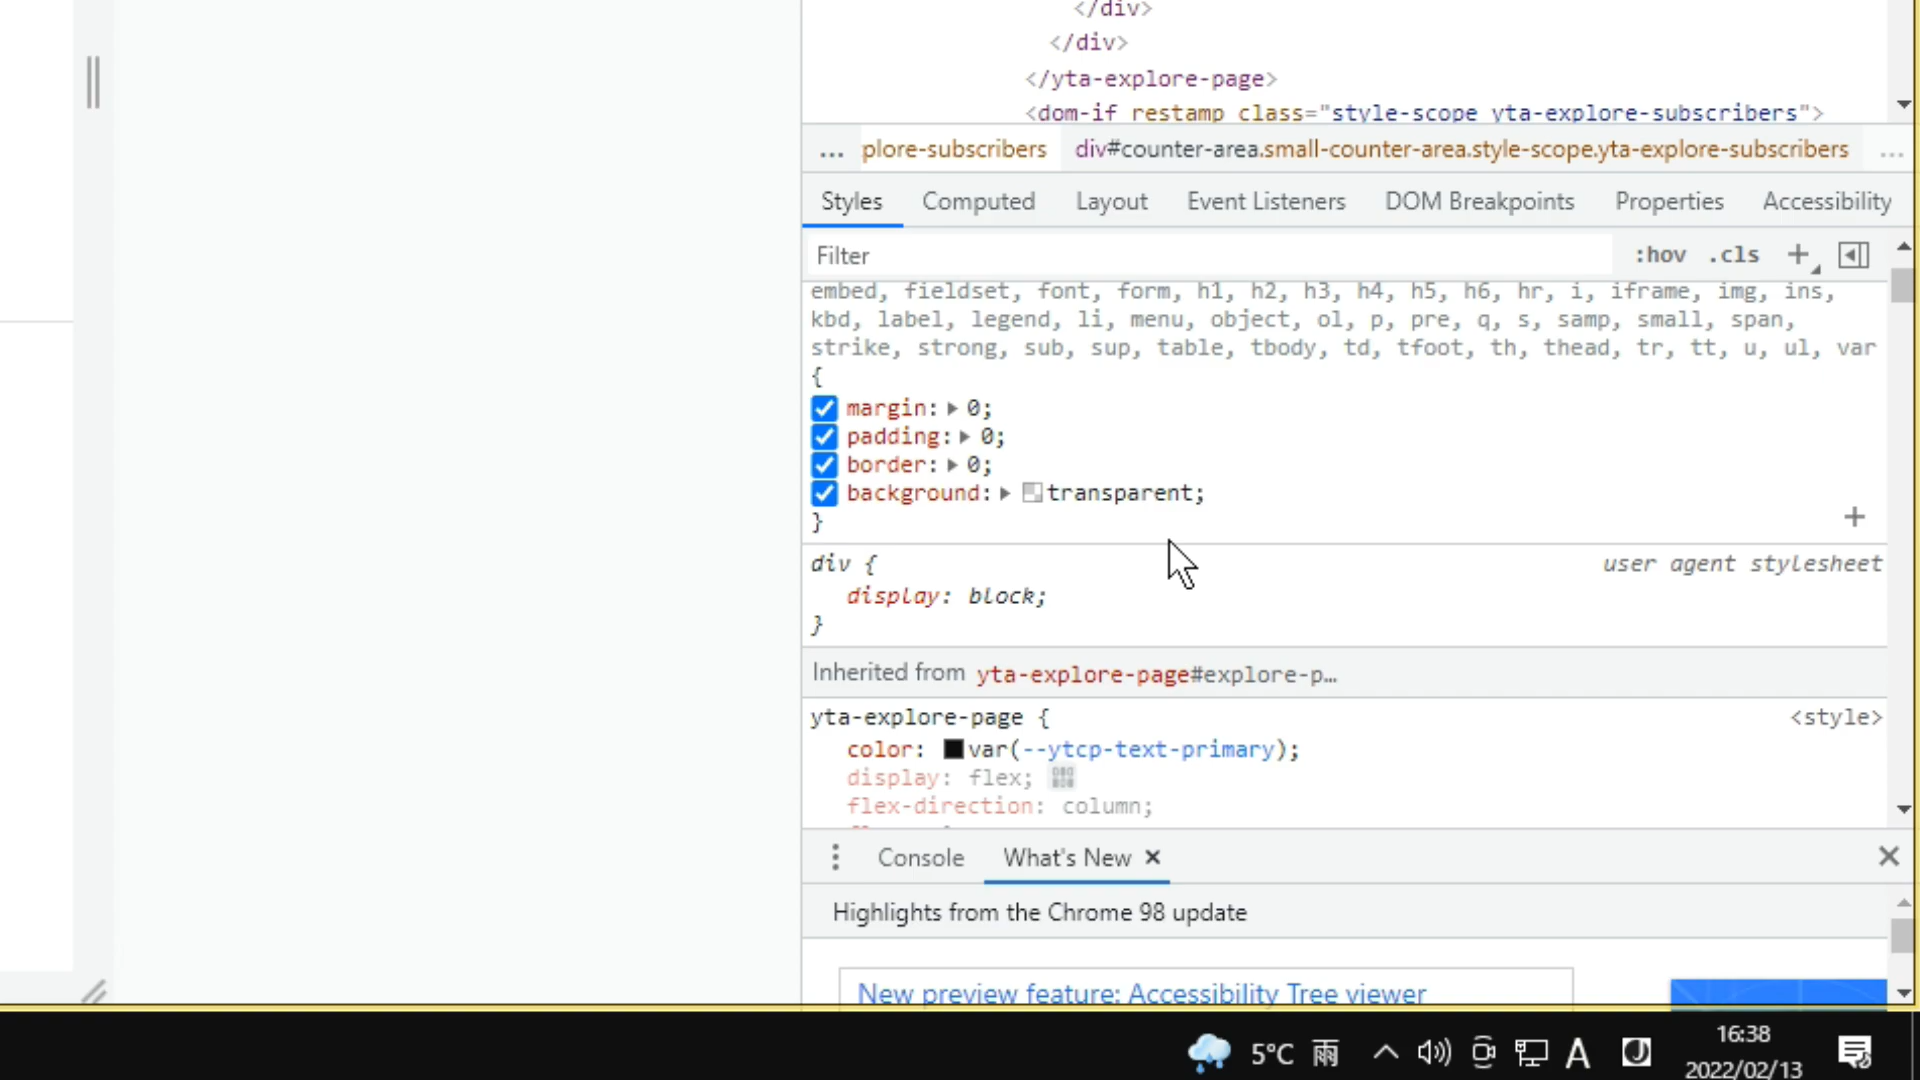 </div>
</div>
</yta-explore-page>
<dom-if restamp class="style-scope yta-explore-subscribers">
... plore-subscribers div#counter-area.small-counter-area.style-scope.yta-explore-subscribers ...
Styles Computed Layout Event Listeners DOM Breakpoints Properties Accessibility
Filter :hov .cls +
embed, fieldset, font, form, h1, h2, h3, h4, h5, h6, hr, i, iframe, img, ins,
kbd, label, legend, li, menu, object, ol, p, pre, q, s, samp, small, span,
strike, strong, sub, sup, table, tbody, td, tfoot, th, thead, tr, tt, u, ul, var
{
margin: 0;
padding: 0;
border: 0;
background: transparent;
}
+
div { user agent stylesheet
display: block;
}
Inherited from yta-explore-page#explore-p…
yta-explore-page { <style>
color: var(--ytcp-text-primary);
display: flex;
flex-direction: column;
Console What's New ×
Highlights from the Chrome 98 update
New preview feature: Accessibility Tree viewer
5°C 雨 A 16:38
2022/02/13